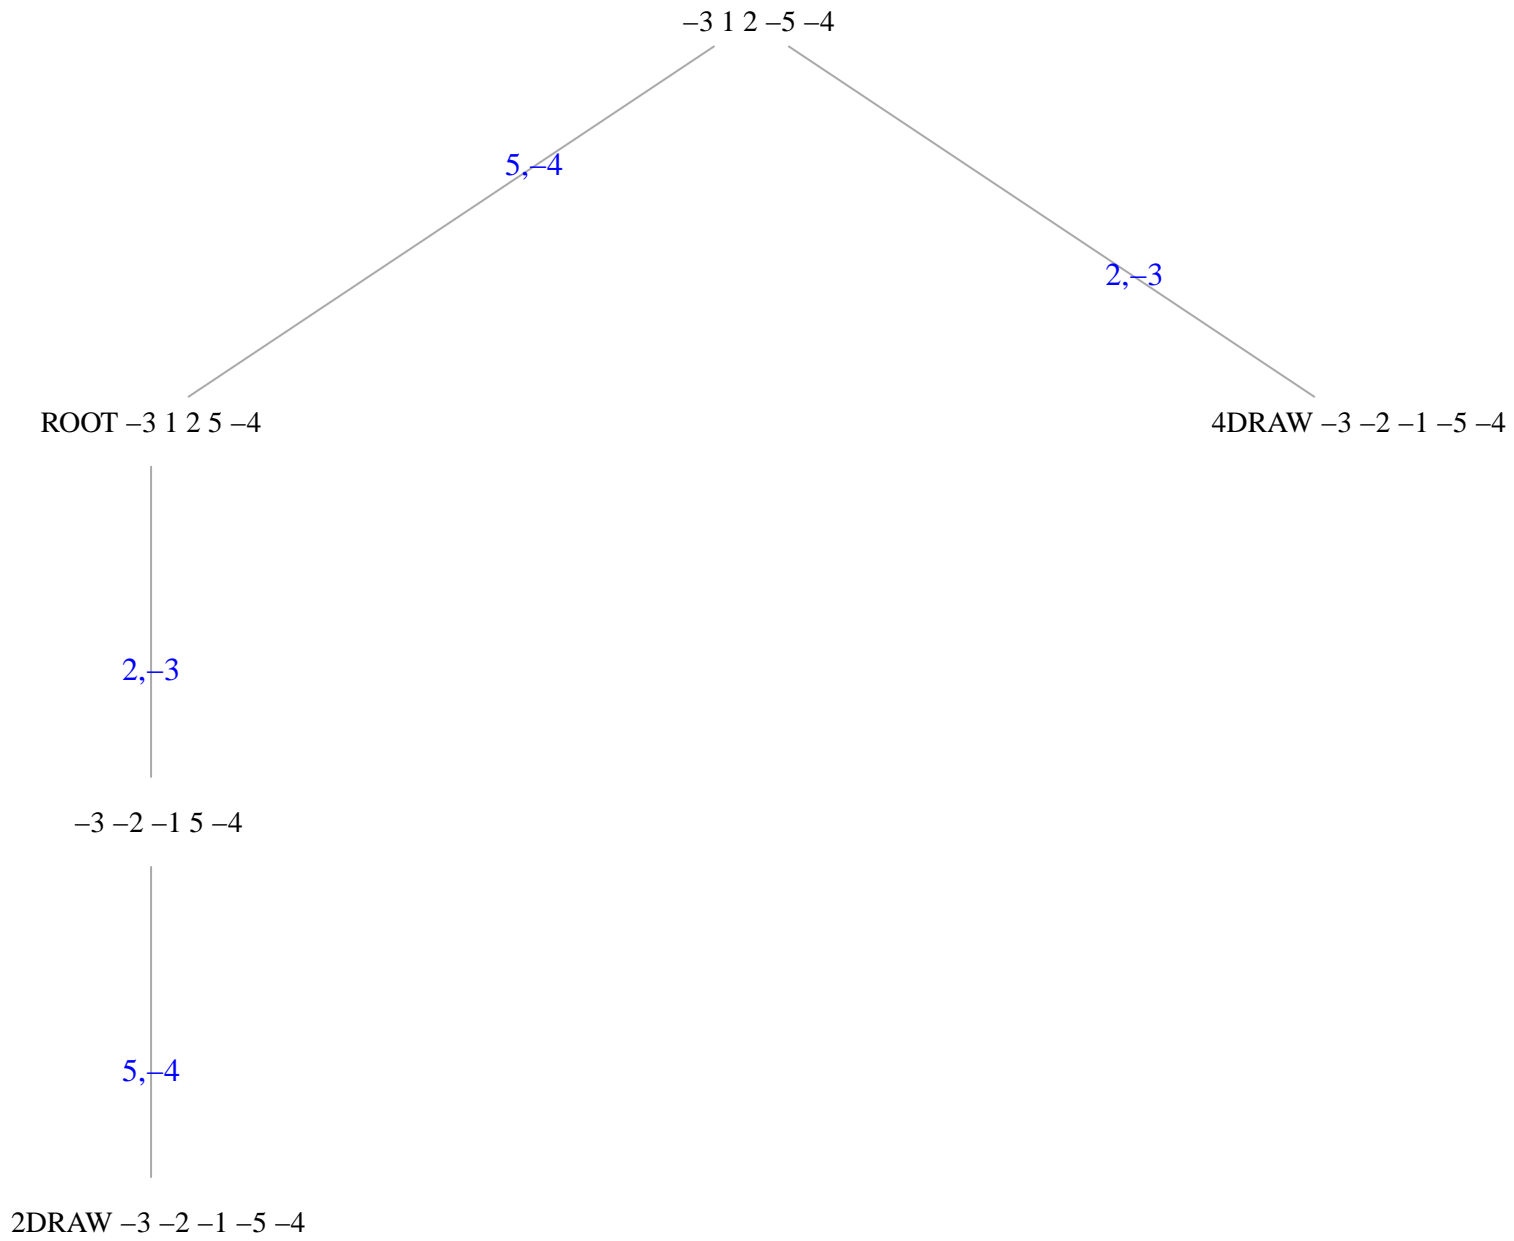 –3 1 2 –5 –4
5,–4
2,–3
ROOT –3 1 2 5 –4
4DRAW –3 –2 –1 –5 –4
2,–3
–3 –2 –1 5 –4
5,–4
2DRAW –3 –2 –1 –5 –4